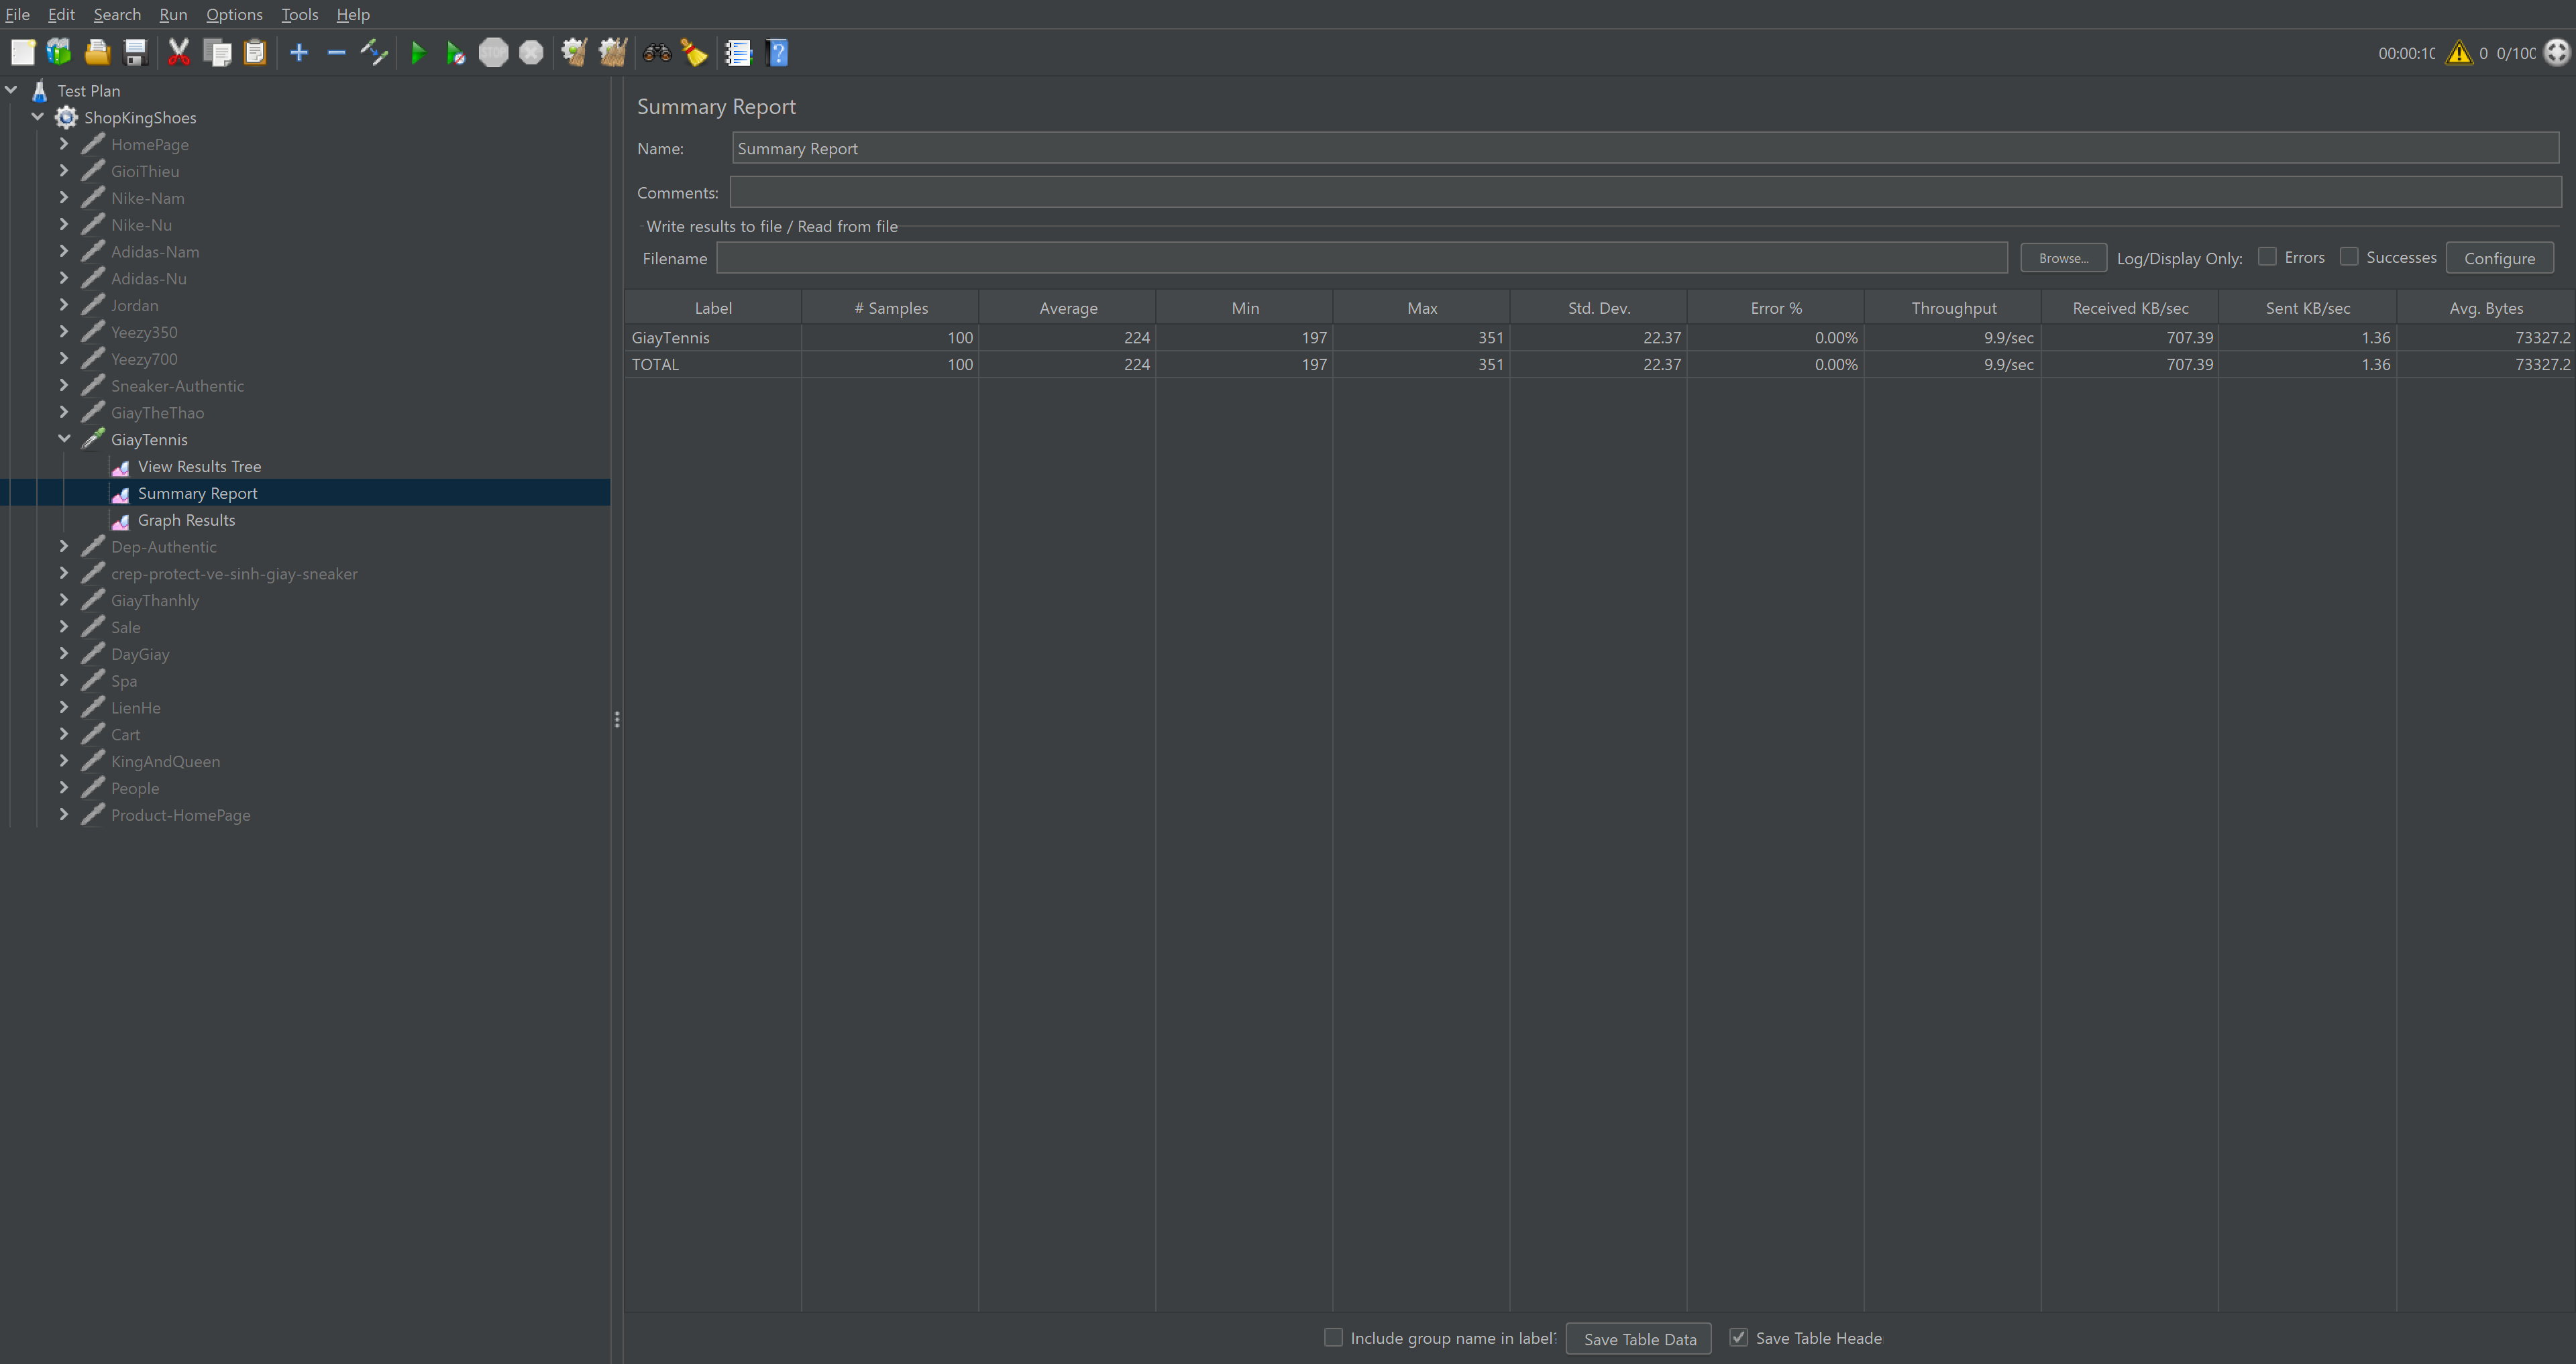 File Edit Search Run Options Tools Help
00:00:10 0 0/100
Test Plan
ShopKingShoes
HomePage
GioiThieu
Nike-Nam
Nike-Nu
Adidas-Nam
Adidas-Nu
Jordan
Yeezy350
Yeezy700
Sneaker-Authentic
GiayTheThao
GiayTennis
View Results Tree
Summary Report
Graph Results
Dep-Authentic
crep-protect-ve-sinh-giay-sneaker
GiayThanhly
Sale
DayGiay
Spa
LienHe
Cart
KingAndQueen
People
Product-HomePage
Summary Report
Name: Summary Report
Comments:
Write results to file / Read from file
Filename Browse... Log/Display Only: Errors Successes Configure
Label # Samples Average Min Max Std. Dev. Error % Throughput Received KB/sec Sent KB/sec Avg. Bytes
GiayTennis 100 224 197 351 22.37 0.00% 9.9/sec 707.39 1.36 73327.2
TOTAL 100 224 197 351 22.37 0.00% 9.9/sec 707.39 1.36 73327.2
Include group name in label? Save Table Data Save Table Heade